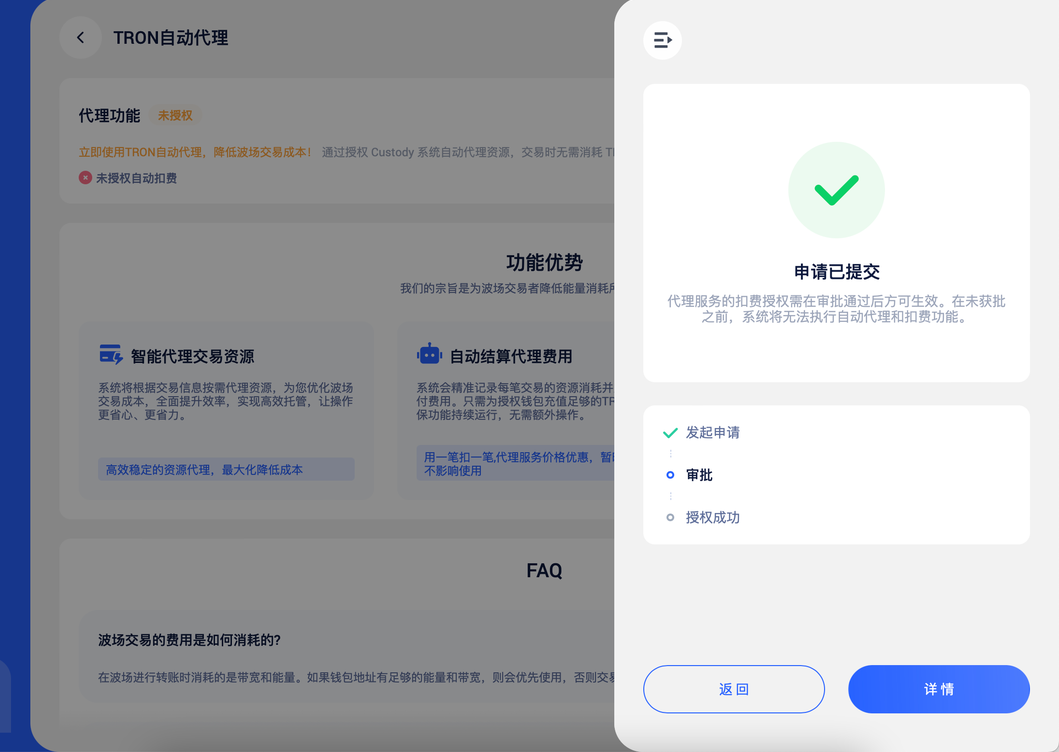 TRON自动代理
代理功能 未授权
立即使用TRON自动代理，降低波场交易成本！ 通过授权 Custody 系统自动代理资源，交易时无需消耗
未授权自动扣费
功能优势
我们的宗旨是为波场交易者降低能量消耗
智能代理交易资源
系统将根据交易信息按需代理资源，为您优化波场
交易成本，全面提升效率，实现高效托管，让操作
更省心、更省力。
高效稳定的资源代理，最大化降低成本
自动结算代理费用
系统会精准记录每笔交易的资源消耗并
付费用。只需为授权钱包充值足够的TR
保功能持续运行，无需额外操作。
用一笔扣一笔,代理服务价格优惠，暂
不影响使用
FAQ
波场交易的费用是如何消耗的?
在波场进行转账时消耗的是带宽和能量。如果钱包地址有足够的能量和带宽，则会优先使用，否则交易
申请已提交
代理服务的扣费授权需在审批通过后方可生效。在未获批
之前，系统将无法执行自动代理和扣费功能。
发起申请
审批
授权成功
返回
详情